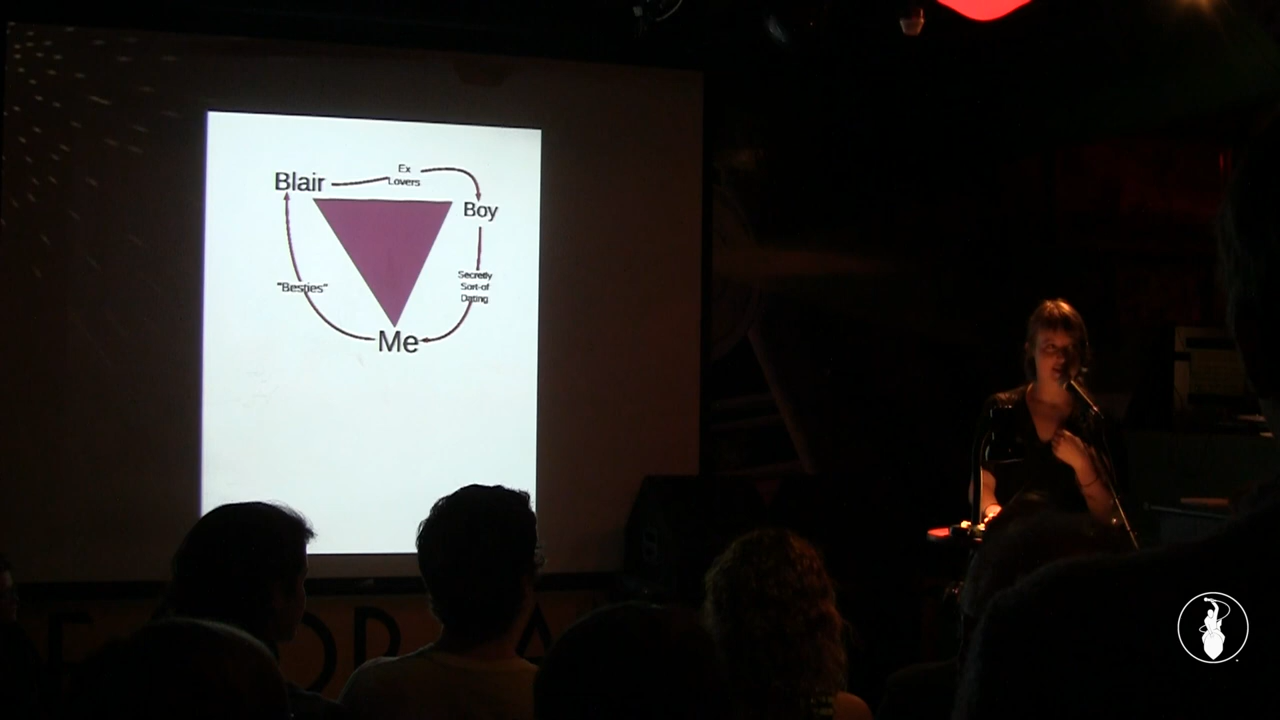 Blair
Ex
Lovers
Boy
Secretly
Sort-of
Dating
"Besties"
Me